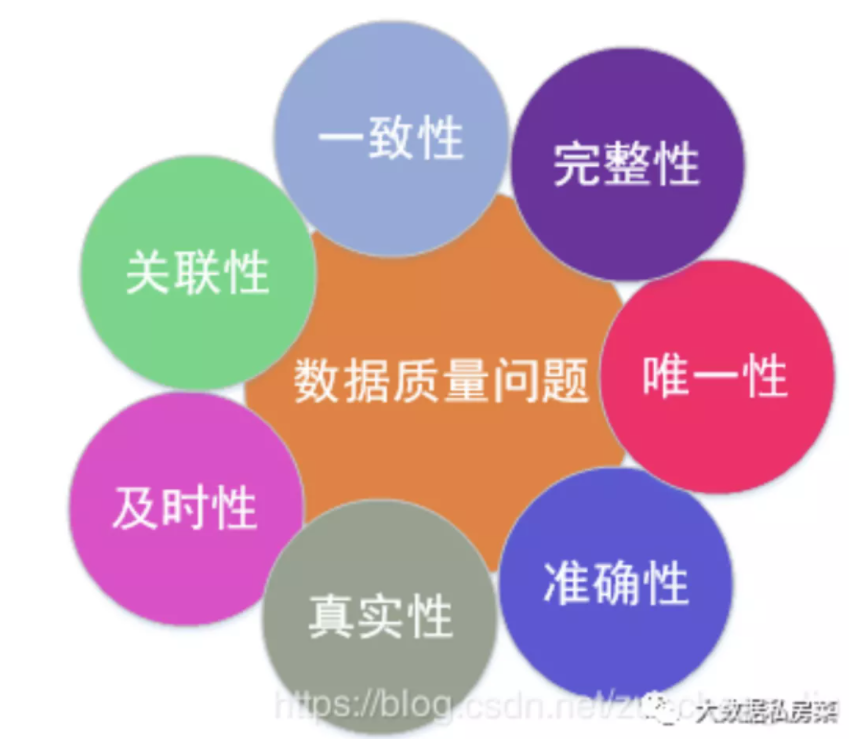 一致性
完整性
关联性
数据质量问题
唯一性
及时性
准确性
真实性
https://blog.csdn.net/zu
大数据私房菜